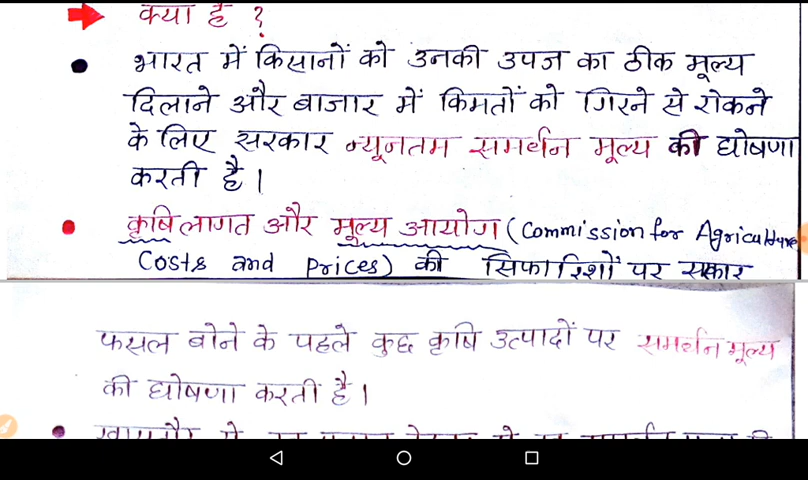 क्या है ?
भारत में किसानों को उनकी उपज का ठीक मूल्य
दिलाने और बाजार में किमतों को गिरने से रोकने
के लिए सरकार न्यूनतम समर्थन मूल्य की घोषणा
करती है।
कृषि लागत और मूल्य आयोग (Commission for Agriculture
Costs and Prices) की सिफारिशों पर सरकार
फसल बोने के पहले कुछ कृषि उत्पादों पर समर्थन मूल्य
की घोषणा करती है।